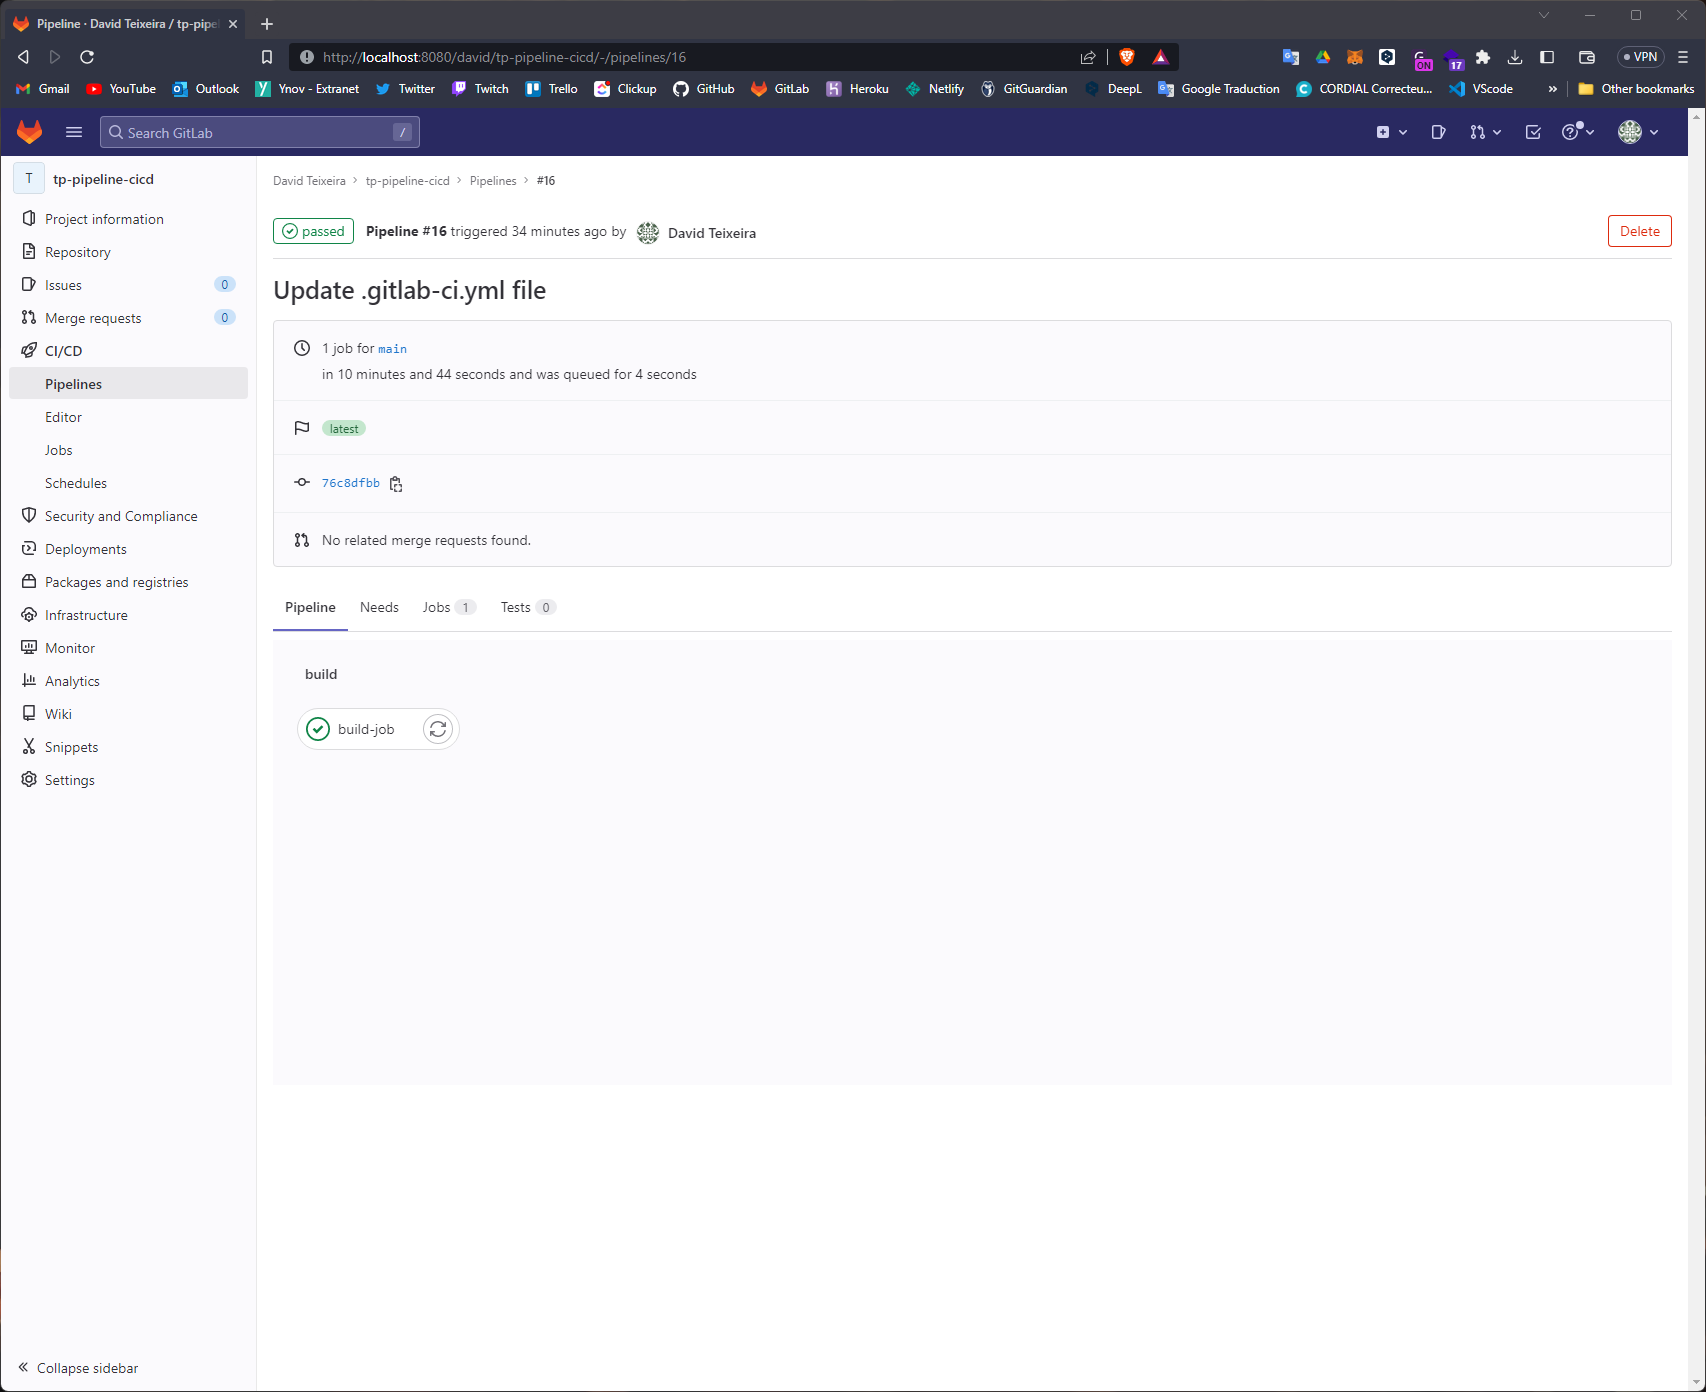 Pipeline · David Teixeira / tp-pipe
http://localhost:8080/david/tp-pipeline-cicd/-/pipelines/16
ON
17
VPN
Gmail
YouTube
Outlook
Ynov - Extranet
Twitter
Twitch
Trello
Clickup
GitHub
GitLab
Heroku
Netlify
GitGuardian
DeepL
Google Traduction
CORDIAL Correcteu...
VScode
»
Other bookmarks
Search GitLab
/
T
tp-pipeline-cicd
Project information
Repository
Issues 0
Merge requests 0
CI/CD
Pipelines
Editor
Jobs
Schedules
Security and Compliance
Deployments
Packages and registries
Infrastructure
Monitor
Analytics
Wiki
Snippets
Settings
Collapse sidebar
David Teixeira > tp-pipeline-cicd > Pipelines > #16
passed Pipeline #16 triggered 34 minutes ago by David Teixeira
Delete
Update .gitlab-ci.yml file
1 job for main
in 10 minutes and 44 seconds and was queued for 4 seconds
latest
76c8dfbb
No related merge requests found.
Pipeline Needs Jobs 1 Tests 0
build
build-job